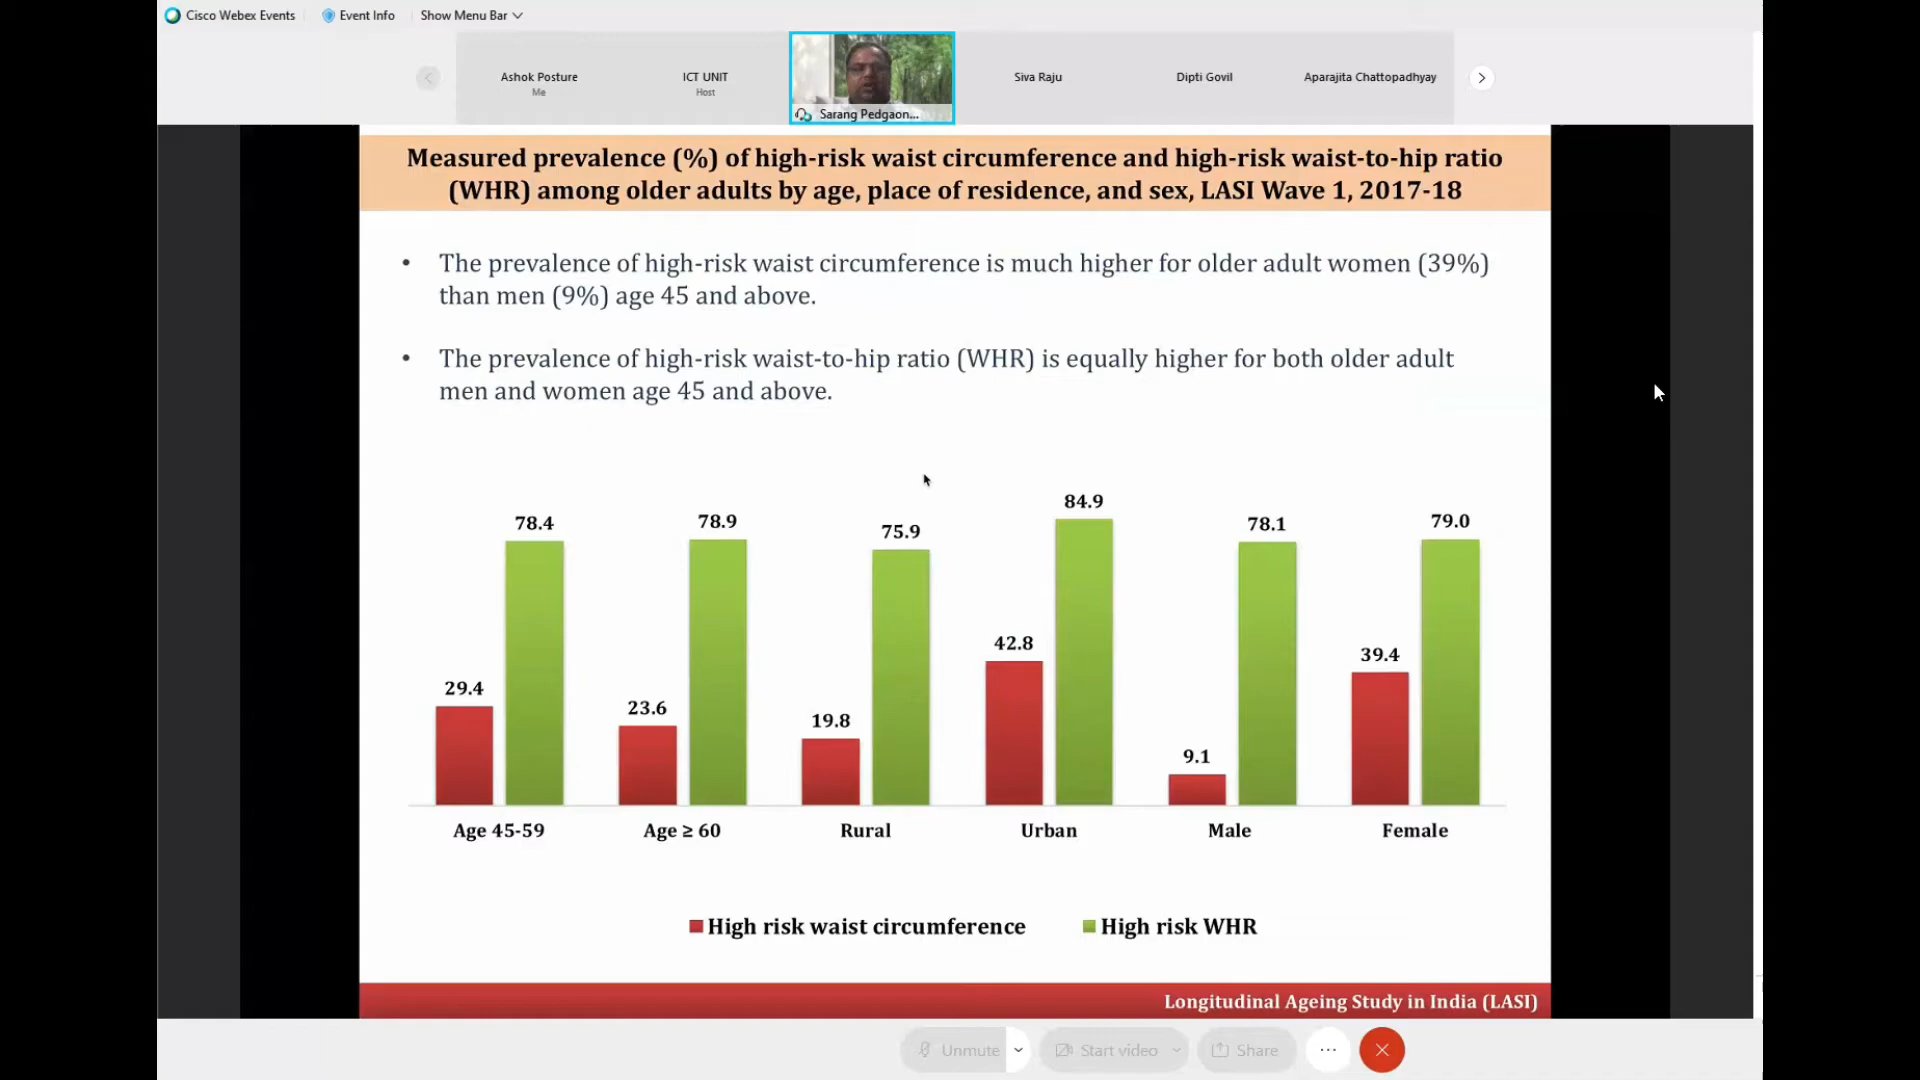 Cisco Webex Events Event Info Show Menu Bar
Ashok Posture ICT UNIT Siva Raju Dipti Govil Aparajita Chattopadhyay
Me Host
Sarang Pedgaon...
Measured prevalence (%) of high-risk waist circumference and high-risk waist-to-hip ratio
(WHR) among older adults by age, place of residence, and sex, LASI Wave 1, 2017-18
• The prevalence of high-risk waist circumference is much higher for older adult women (39%)
than men (9%) age 45 and above.
• The prevalence of high-risk waist-to-hip ratio (WHR) is equally higher for both older adult
men and women age 45 and above.
29.4 78.4 23.6 78.9 19.8 75.9 42.8 84.9 9.1 78.1 39.4 79.0
Age 45-59 Age ≥ 60 Rural Urban Male Female
High risk waist circumference High risk WHR
Longitudinal Ageing Study in India (LASI)
Unmute Start video Share